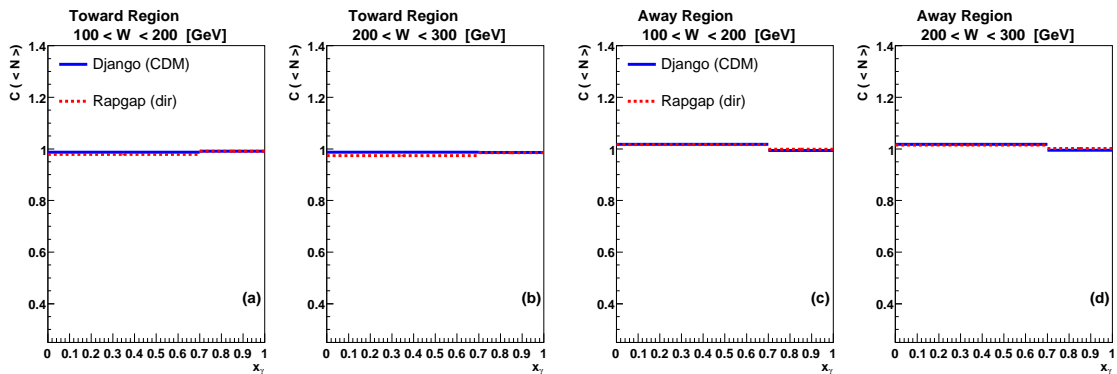 Toward Region
100 < W < 200 [GeV]
C ( < N > )
1.4
1.2
1
0.8
0.6
0.4
Django (CDM)
Rapgap (dir)
(a)
0 0.1 0.2 0.3 0.4 0.5 0.6 0.7 0.8 0.9 1
xγ
Toward Region
200 < W < 300 [GeV]
C ( < N > )
1.4
1.2
1
0.8
0.6
0.4
(b)
0 0.1 0.2 0.3 0.4 0.5 0.6 0.7 0.8 0.9 1
xγ
Away Region
100 < W < 200 [GeV]
C ( < N > )
1.4
1.2
1
0.8
0.6
0.4
Django (CDM)
Rapgap (dir)
(c)
0 0.1 0.2 0.3 0.4 0.5 0.6 0.7 0.8 0.9 1
xγ
Away Region
200 < W < 300 [GeV]
C ( < N > )
1.4
1.2
1
0.8
0.6
0.4
(d)
0 0.1 0.2 0.3 0.4 0.5 0.6 0.7 0.8 0.9 1
xγ